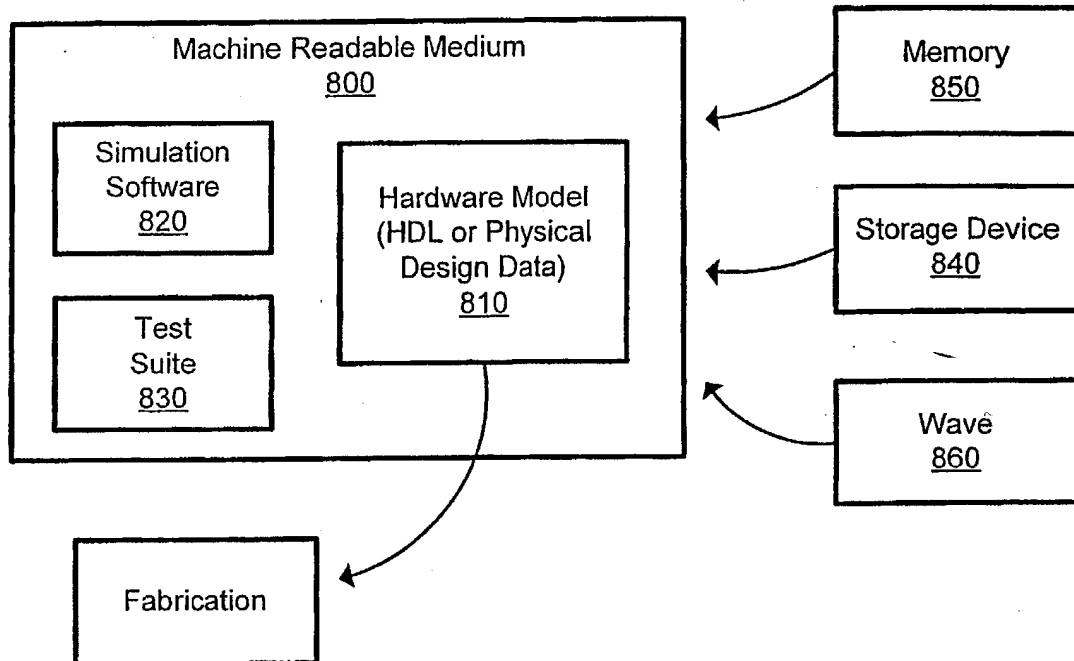 Machine Readable Medium
800
Simulation
Software
820
Test
Suite
830
Hardware Model
(HDL or Physical
Design Data)
810
Memory
850
Storage Device
840
Wave
860
Fabrication